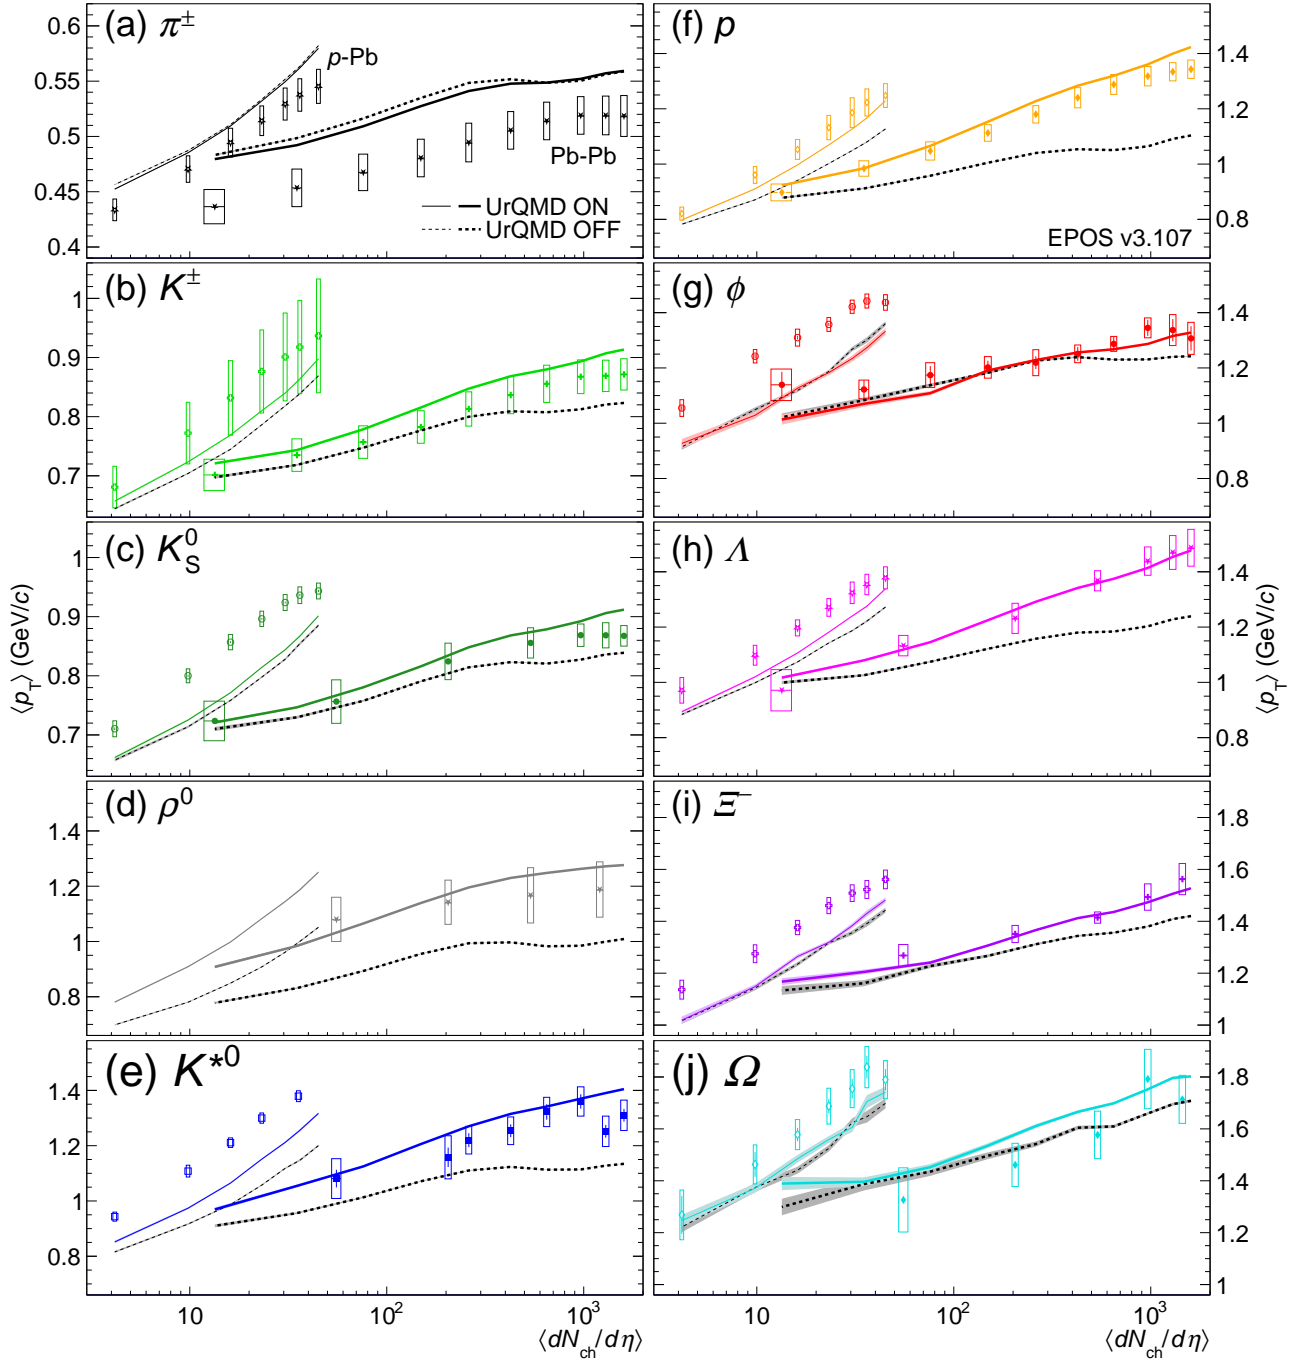 (a) π±
p-Pb
Pb-Pb
UrQMD ON
UrQMD OFF
0.6
0.55
0.5
0.45
0.4
(f) p
EPOS v3.107
1.4
1.2
1
0.8
(b) K±
1
0.9
0.8
0.7
(g) ϕ
1.4
1.2
1
0.8
(c) K⁰S
1
0.9
0.8
0.7
⟨pT⟩ (GeV/c)
(h) Λ
1.4
1.2
1
0.8
⟨pT⟩ (GeV/c)
(d) ρ⁰
1.4
1.2
1
0.8
(i) Ξ⁻
1.8
1.6
1.4
1.2
1
(e) K*⁰
1.4
1.2
1
0.8
(j) Ω
1.8
1.6
1.4
1.2
1
10 10² 10³
10 10² 10³
⟨dNch/dη⟩
⟨dNch/dη⟩